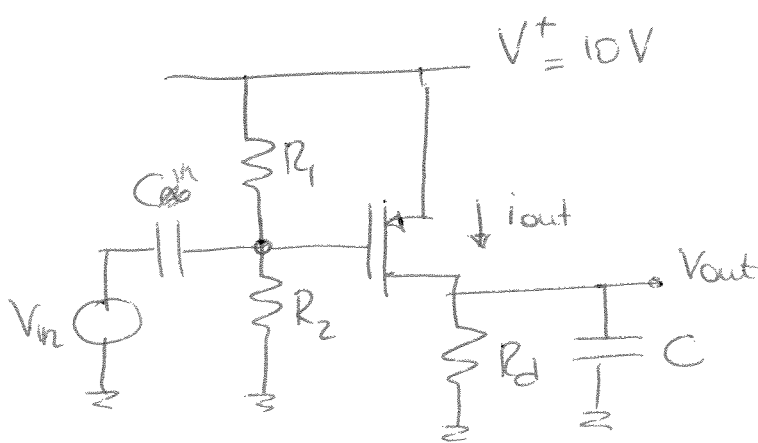 V⁺ = 10V
R₁
Cin
iout
Vout
Vin
R₂
Rd
C